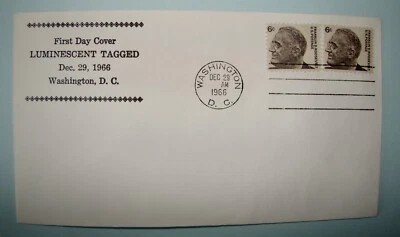 First Day Cover
LUMINESCENT TAGGED
Dec. 29, 1966
Washington, D. C.
WASHINGTON
DEC 29
AM
1966
D. C.
6¢
6¢